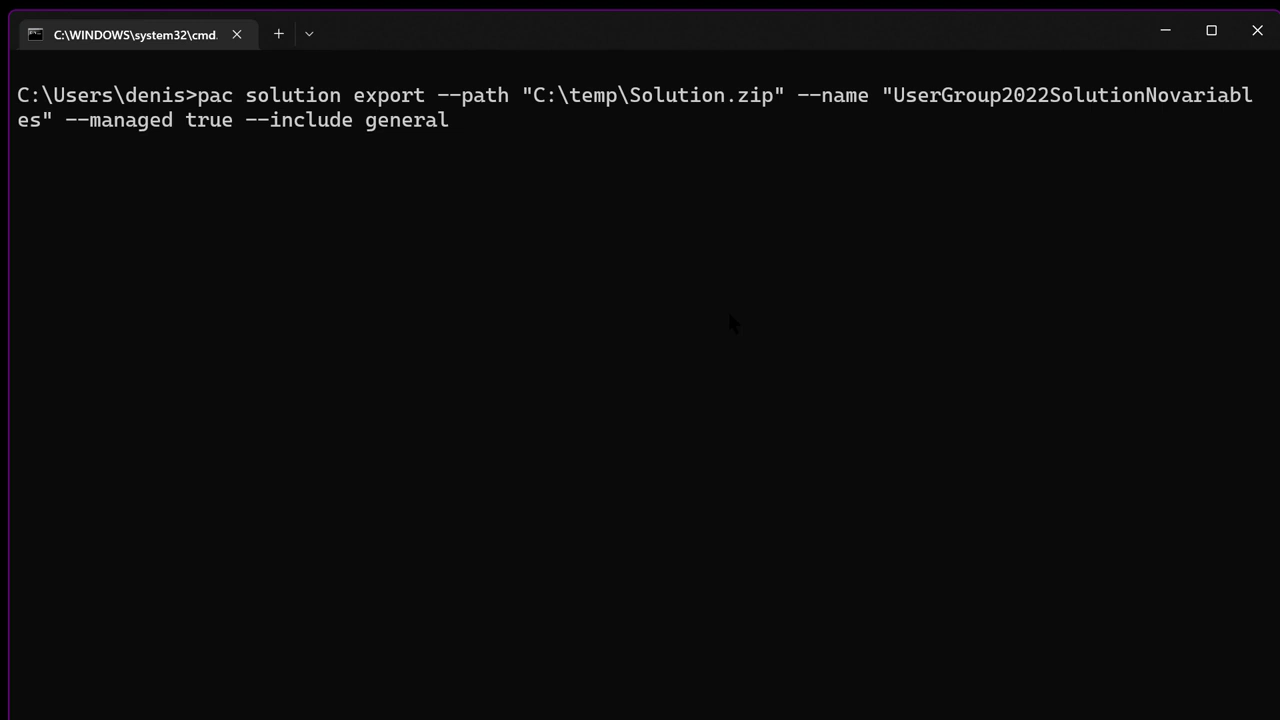 C:\WINDOWS\system32\cmd.
C:\Users\denis>pac solution export --path "C:\temp\Solution.zip" --name "UserGroup2022SolutionNovariabl
es" --managed true --include general